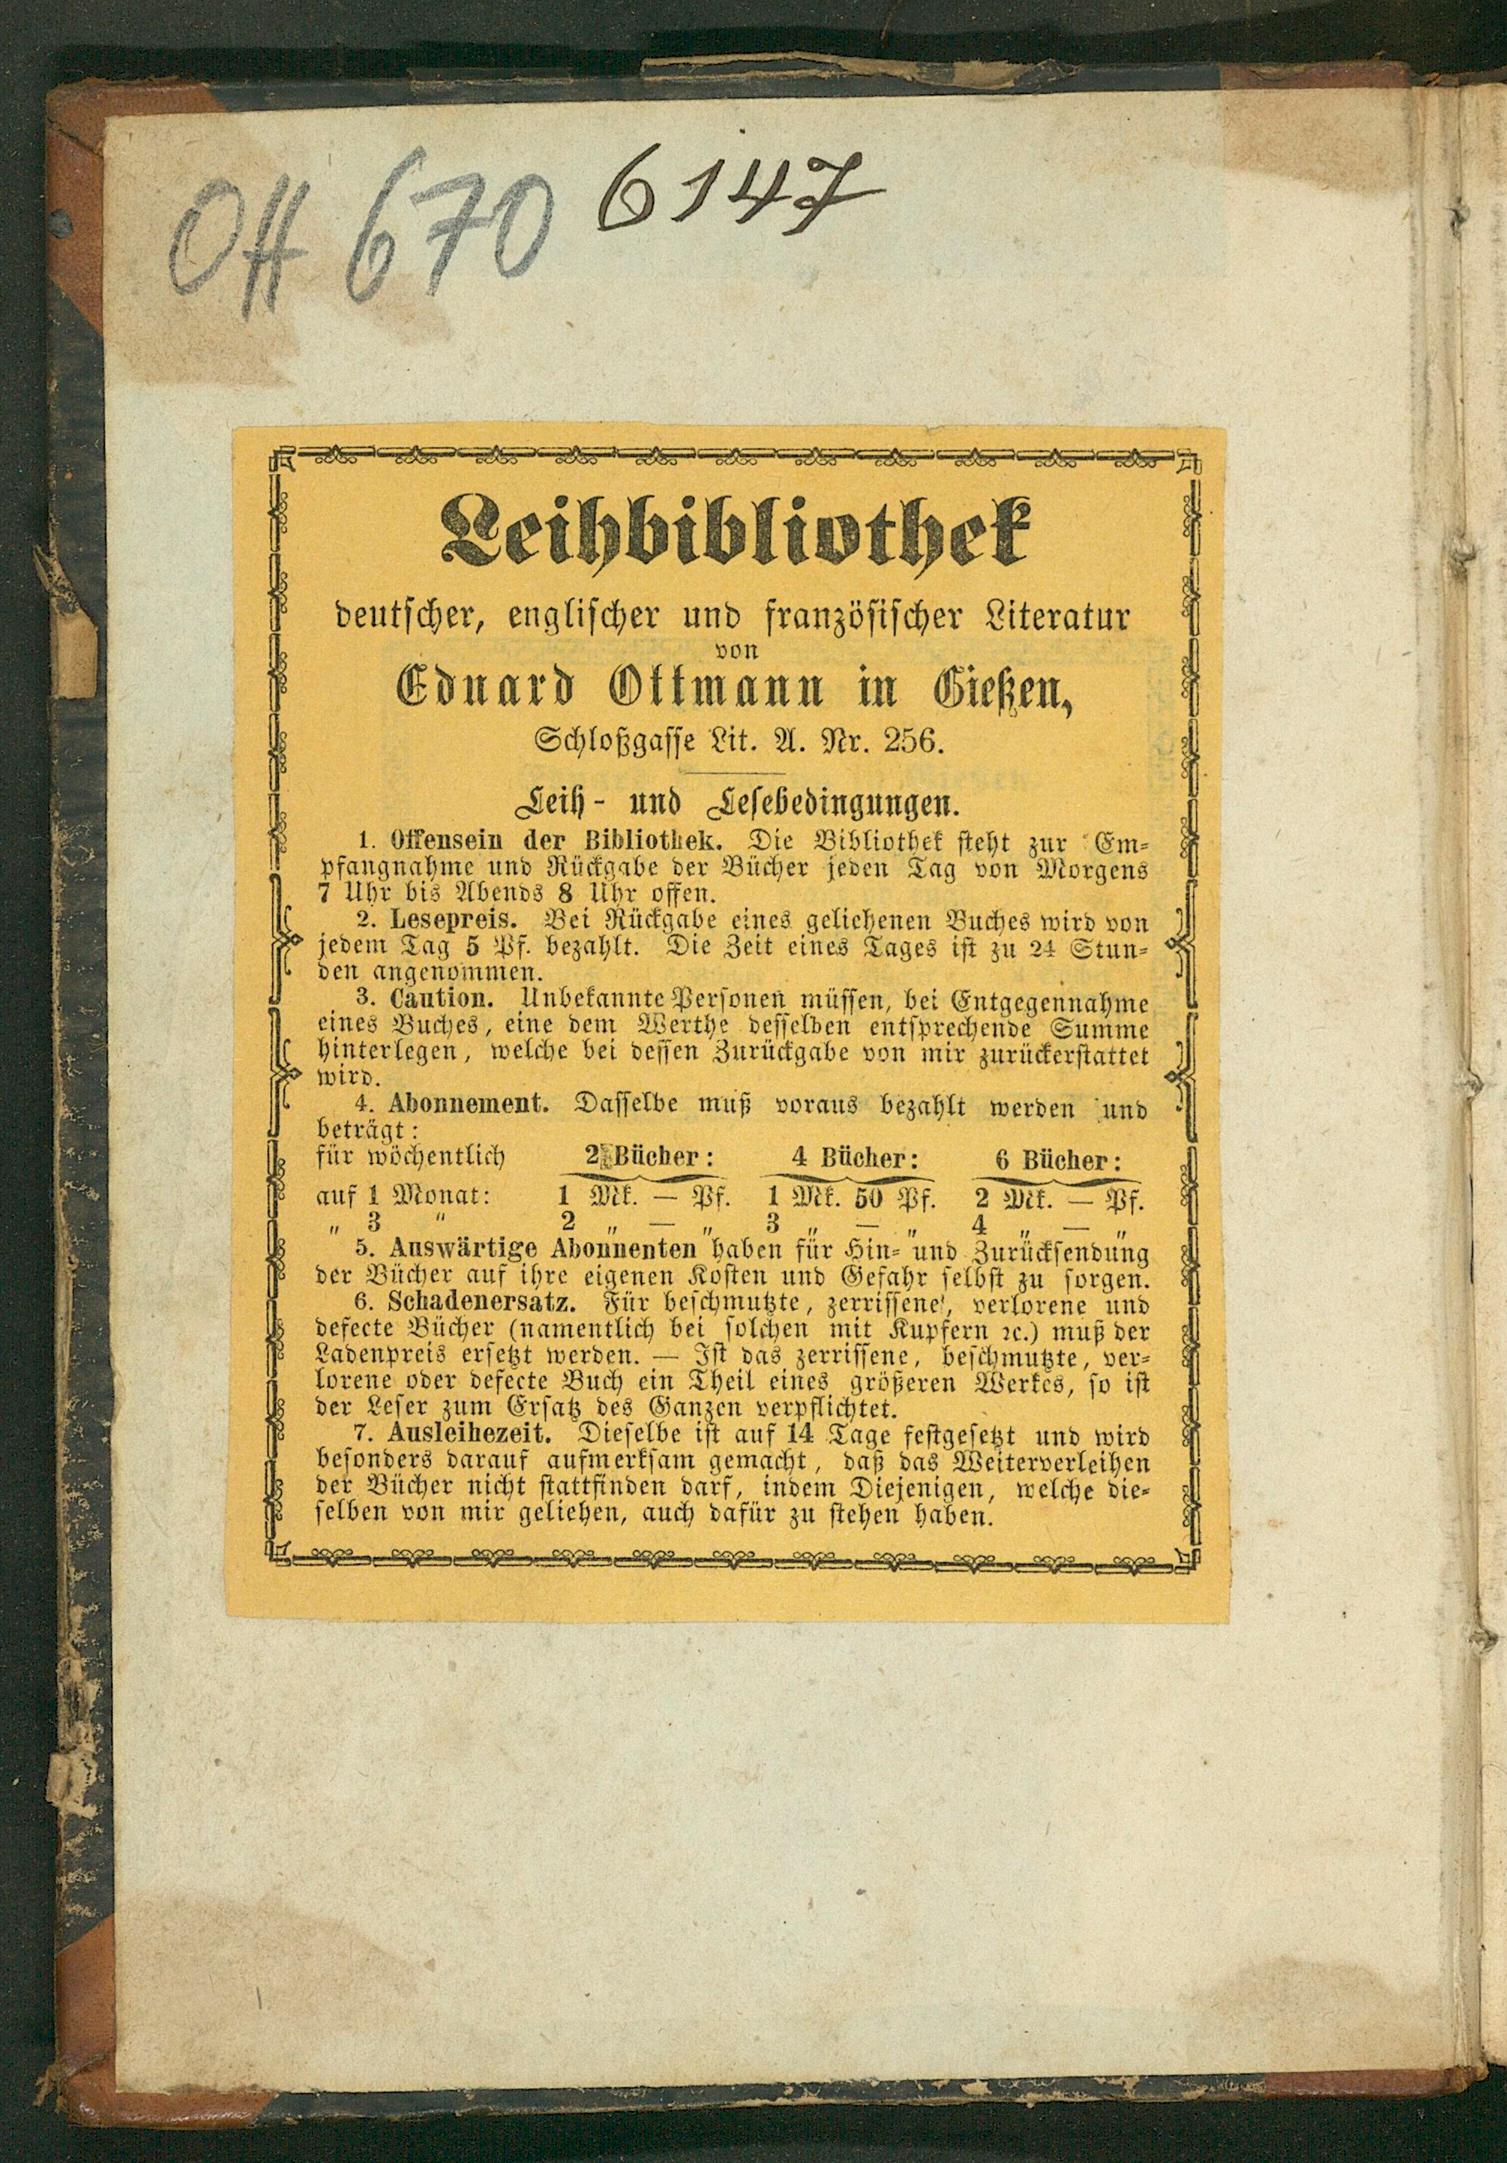 OH 670 6147
Leihbibliothek
deutscher, englischer und französischer Literatur
von
Eduard Ottmann in Gießen,
Schloßgasse Lit. A. Nr. 256.
Leih- und Lesebedingungen.
1. Offensein der Bibliothek. Die Bibliothek steht zur Em-
pfangnahme und Rückgabe der Bücher jeden Tag von Morgens
7 Uhr bis Abends 8 Uhr offen.
2. Lesepreis. Bei Rückgabe eines geliehenen Buches wird von
jedem Tag 5 Pf. bezahlt. Die Zeit eines Tages ist zu 24 Stun-
den angenommen.
3. Caution. Unbekannte Personen müssen, bei Entgegennahme
eines Buches, eine dem Werthe desselben entsprechende Summe
hinterlegen, welche bei dessen Zurückgabe von mir zurückerstattet
wird.
4. Abonnement. Dasselbe muß voraus bezahlt werden und
beträgt:
für wöchentlich 2 Bücher: 4 Bücher: 6 Bücher:
auf 1 Monat: 1 Mk. — Pf. 1 Mk. 50 Pf. 2 Mk. — Pf.
„ 3 „ 2 „ — „ 3 „ — „ 4 „ — „
5. Auswärtige Abonnenten haben für Hin- und Zurücksendung
der Bücher auf ihre eigenen Kosten und Gefahr selbst zu sorgen.
6. Schadenersatz. Für beschmutzte, zerrissene, verlorene und
defecte Bücher (namentlich bei solchen mit Kupfern ꝛc.) muß der
Ladenpreis ersetzt werden. — Ist das zerrissene, beschmutzte, ver-
lorene oder defecte Buch ein Theil eines größeren Werkes, so ist
der Leser zum Ersatz des Ganzen verpflichtet.
7. Ausleihezeit. Dieselbe ist auf 14 Tage festgesetzt und wird
besonders darauf aufmerksam gemacht, daß das Weiterverleihen
der Bücher nicht stattfinden darf, indem Diejenigen, welche die-
selben von mir geliehen, auch dafür zu stehen haben.